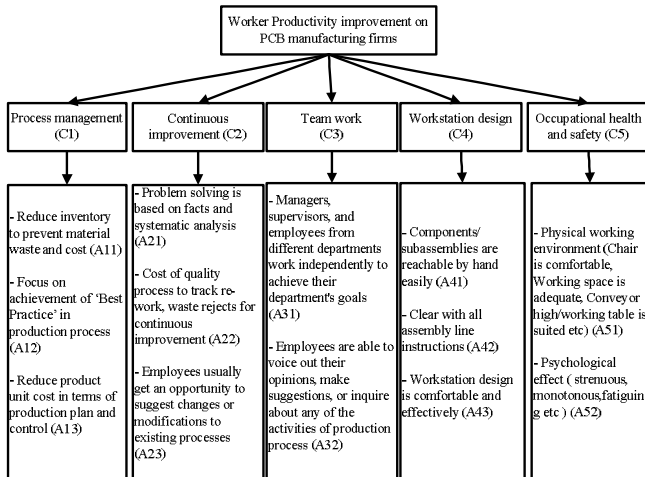 Worker Productivity improvement on
PCB manufacturing firms
Process management
(C1)
Continuous
improvement (C2)
Team work
(C3)
Workstation design
(C4)
Occupational health
and safety (C5)
- Reduce inventory
to prevent material
waste and cost (A11)
- Focus on
achievement of ‘Best
Practice’ in
production process
(A12)
- Reduce product
unit cost in terms of
production plan and
control (A13)
- Problem solving is
based on facts and
systematic analysis
(A21)
- Cost of quality
process to track re-
work, waste rejects for
continuous
improvement (A22)
- Employees usually
get an opportunity to
suggest changes or
modifications to
existing processes
(A23)
- Managers,
supervisors, and
employees from
different departments
work independently to
achieve their
department's goals
(A31)
- Employees are able to
voice out their
opinions, make
suggestions, or inquire
about any of the
activities of production
process (A32)
- Components/
subassemblies are
reachable by hand
easily (A41)
- Clear with all
assembly line
instructions (A42)
- Workstation design
is comfortable and
effectively (A43)
- Physical working
environment (Chair
is comfortable,
Working space is
adequate, Conveyor
high/working table is
suited etc) (A51)
- Psychological
effect ( strenuous,
monotonous,fatiguin
g etc ) (A52)